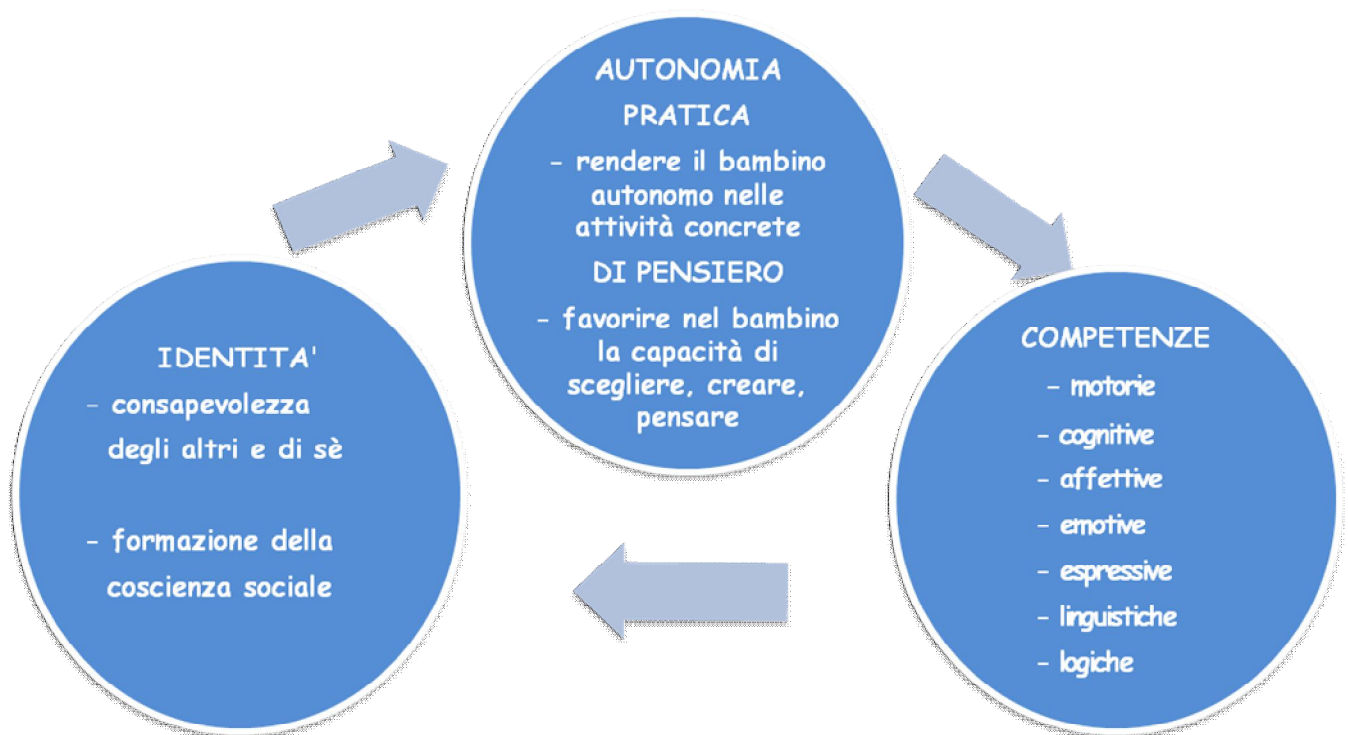 AUTONOMIA
PRATICA
- rendere il bambino
autonomo nelle
attività concrete
DI PENSIERO
- favorire nel bambino
la capacità di
scegliere, creare,
pensare
IDENTITA'
- consapevolezza
degli altri e di sè
- formazione della
coscienza sociale
COMPETENZE
- motorie
- cognitive
- affettive
- emotive
- espressive
- linguistiche
- logiche